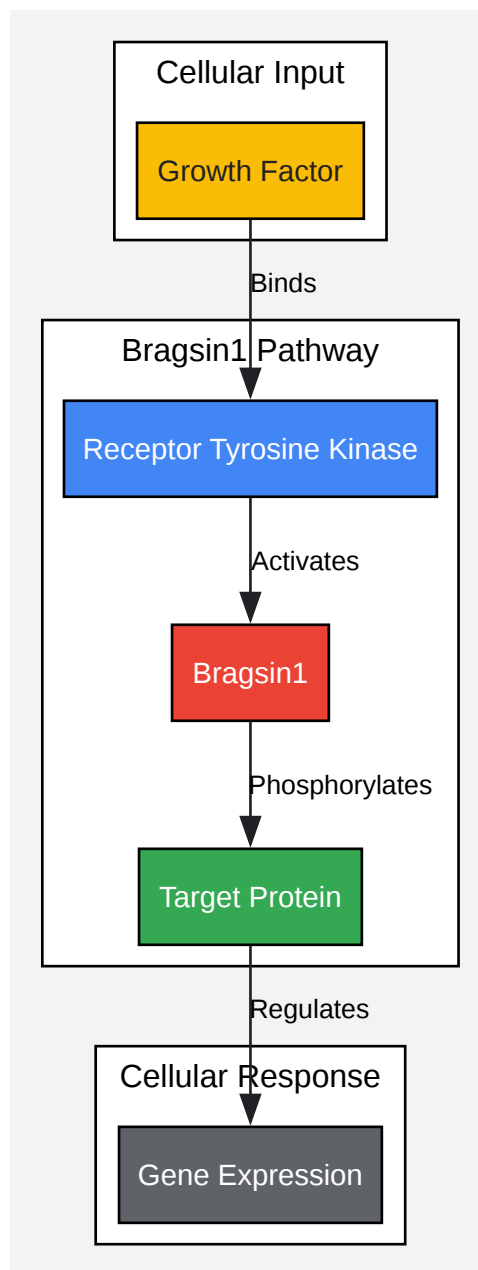 Cellular Input
Growth Factor
Binds
Bragsin1 Pathway
Receptor Tyrosine Kinase
Activates
Bragsin1
Phosphorylates
Target Protein
Regulates
Cellular Response
Gene Expression